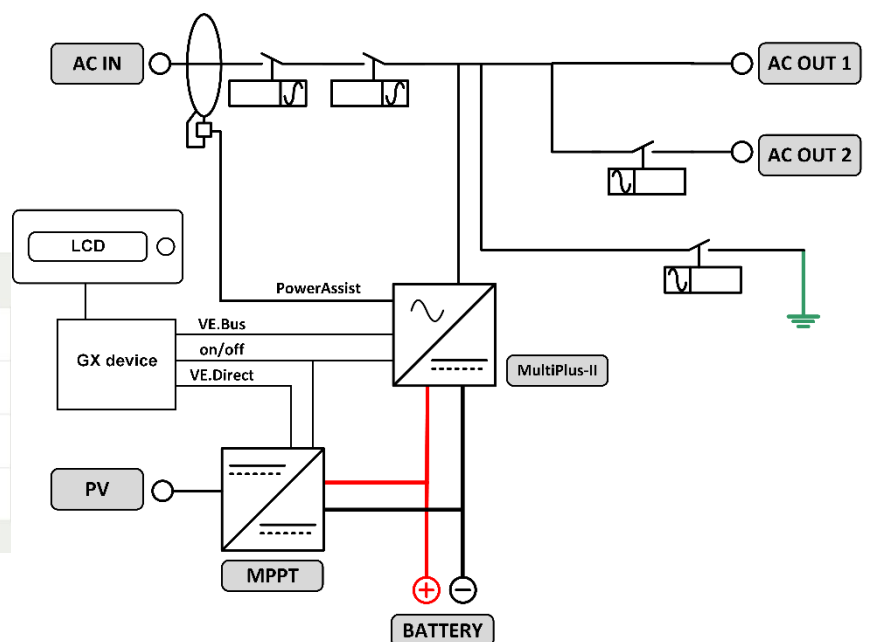 AC IN
AC OUT 1
AC OUT 2
LCD
PowerAssist
VE.Bus
GX device
on/off
VE.Direct
MultiPlus-II
PV
MPPT
BATTERY